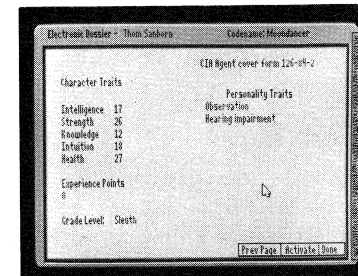 Electronic Dossier - Thom Sanborn Codename: Moondancer
CIA Agent cover form 126-84-2
Character Traits
Personality Traits
Intelligence 17
Observation
Strength 26
Hearing impairment
Knowledge 12
Intuition 18
Health 27
Experience Points
0
Grade Level: Sleuth
Prev Page Activate Done